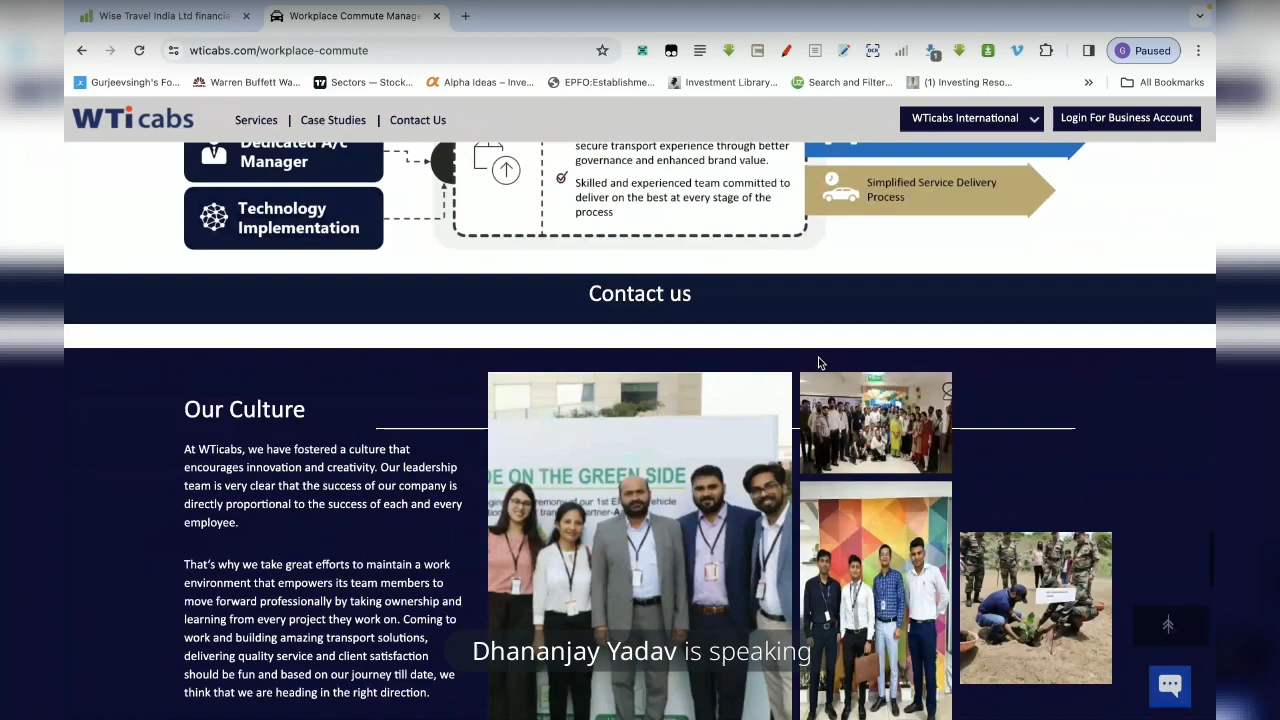 Wise Travel India Ltd financia
Workplace Commute Manage
wticabs.com/workplace-commute
G Paused
Gurjeevsingh's Fo...
Warren Buffett Wa...
Sectors — Stock...
Alpha Ideas – Inve...
EPFO:Establishme...
Investment Library...
Search and Filter...
(1) Investing Reso...
All Bookmarks
WTi cabs
Services | Case Studies | Contact Us
WTicabs International
Login For Business Account
Dedicated A/C
Manager
Technology
Implementation
secure transport experience through better
governance and enhanced brand value.
Skilled and experienced team committed to
deliver on the best at every stage of the
process
Simplified Service Delivery
Process
Contact us
Our Culture
At WTicabs, we have fostered a culture that
encourages innovation and creativity. Our leadership
team is very clear that the success of our company is
directly proportional to the success of each and every
employee.
That's why we take great efforts to maintain a work
environment that empowers its team members to
move forward professionally by taking ownership and
learning from every project they work on. Coming to
work and building amazing transport solutions,
delivering quality service and client satisfaction
should be fun and based on our journey till date, we
think that we are heading in the right direction.
DE ON THE GREEN SIDE
Dhananjay Yadav is speaking